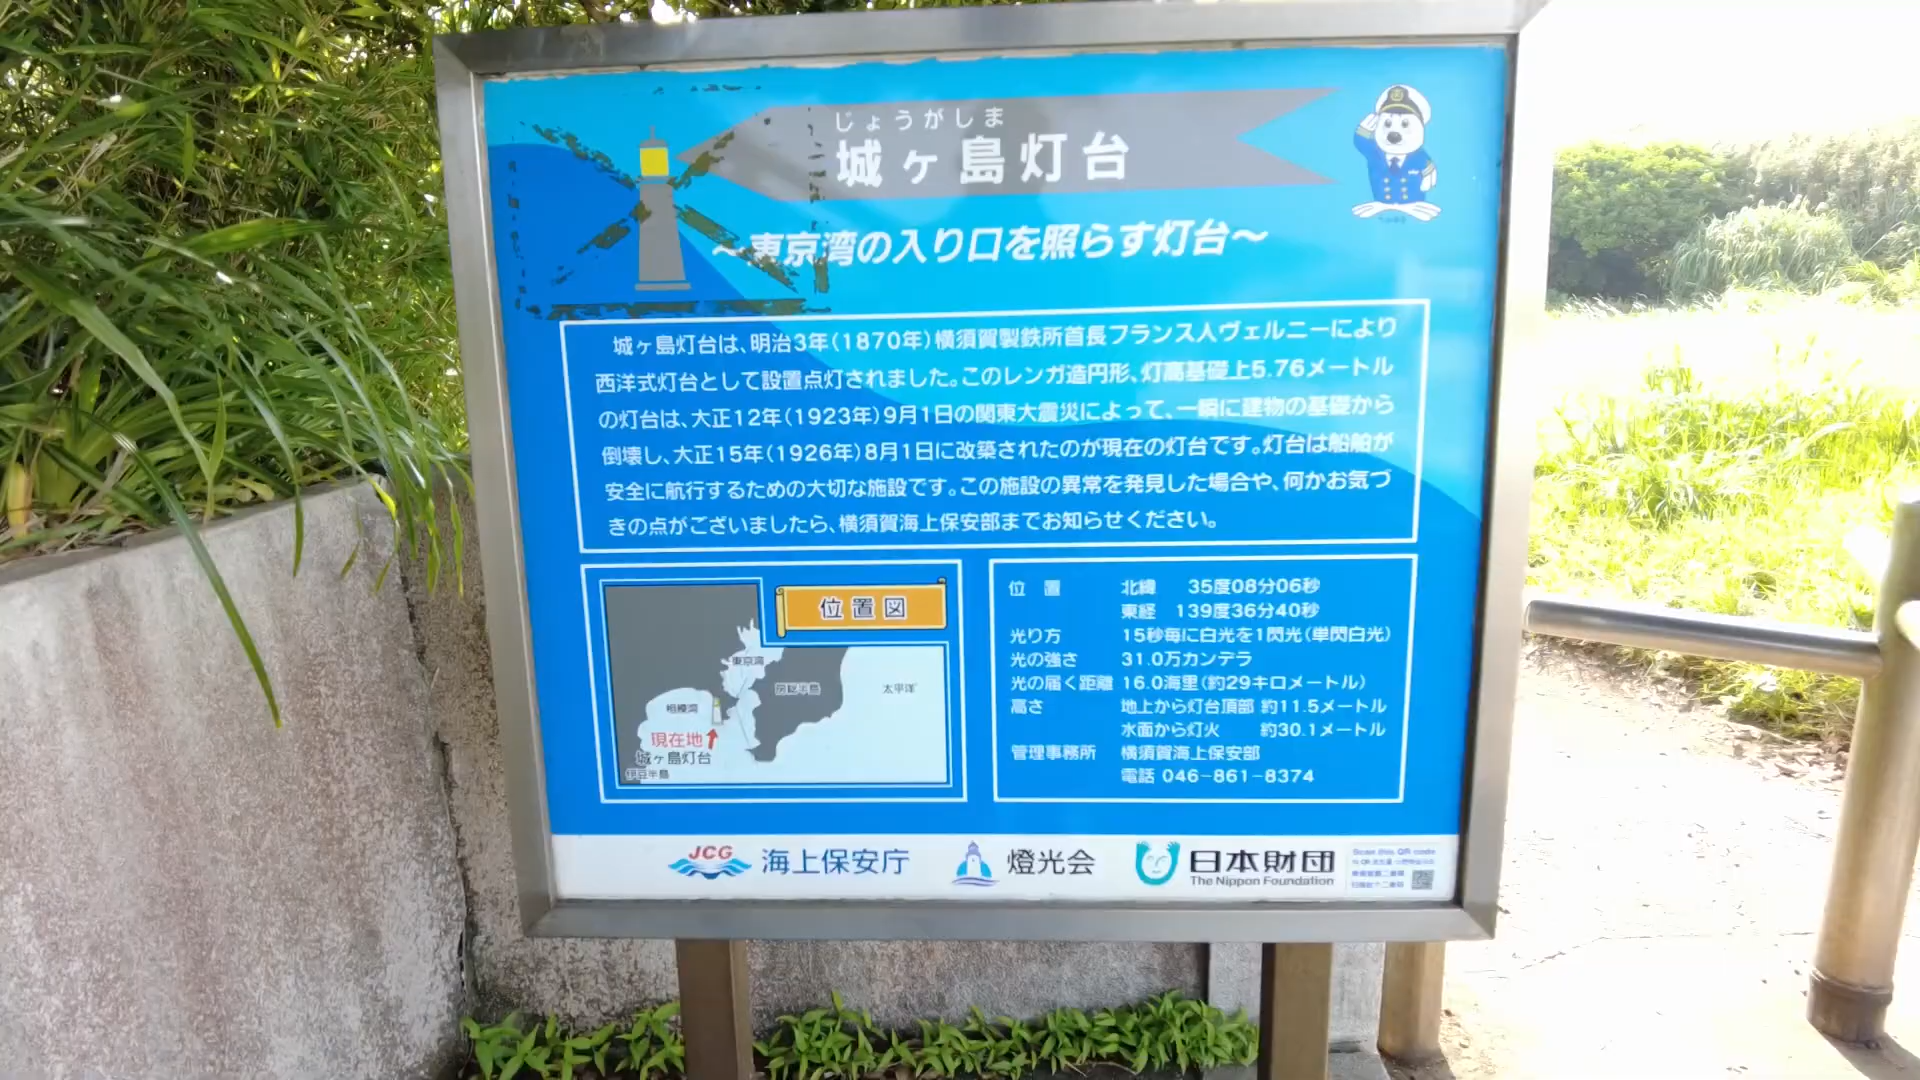 じょうがしま
城ヶ島灯台
～東京湾の入り口を照らす灯台～
城ヶ島灯台は、明治3年(1870年)横須賀製鉄所首長フランス人ヴェルニーにより
西洋式灯台として設置点灯されました。このレンガ造円形、灯高基礎上5.76メートル
の灯台は、大正12年(1923年)9月1日の関東大震災によって、一瞬に建物の基礎から
倒壊し、大正15年(1926年)8月1日に改築されたのが現在の灯台です。灯台は船舶が
安全に航行するための大切な施設です。この施設の異常を発見した場合や、何かお気づ
きの点がございましたら、横須賀海上保安部までお知らせください。
位置図
東京湾
房総半島
太平洋
相模湾
現在地
城ヶ島灯台
伊豆半島
位置 北緯 35度08分06秒
東経 139度36分40秒
光り方 15秒毎に白光を1閃光(単閃白光)
光の強さ 31.0万カンデラ
光の届く距離 16.0海里(約29キロメートル)
高さ 地上から灯台頂部 約11.5メートル
水面から灯火 約30.1メートル
管理事務所 横須賀海上保安部
電話 046-861-8374
JCG 海上保安庁
燈光会
日本財団
The Nippon Foundation
Scan this QR code